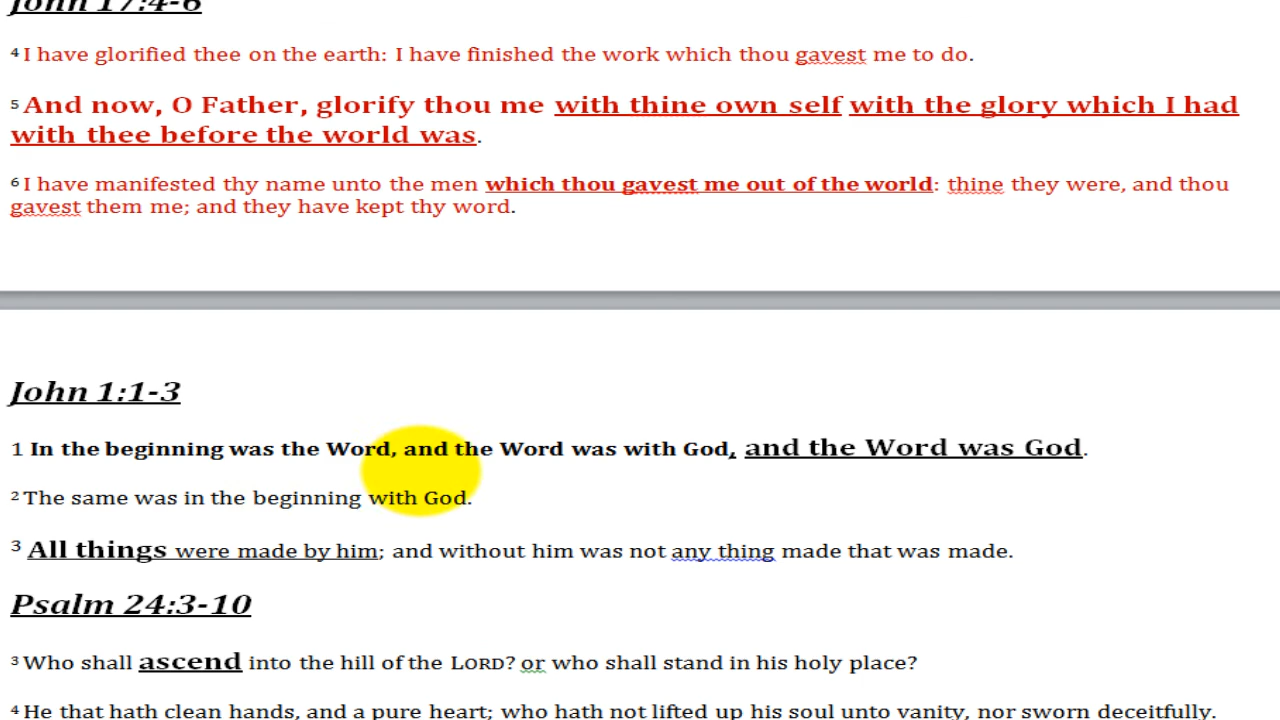 John 17:4-6
4 I have glorified thee on the earth: I have finished the work which thou gavest me to do.
5 And now, O Father, glorify thou me with thine own self with the glory which I had
with thee before the world was.
6 I have manifested thy name unto the men which thou gavest me out of the world: thine they were, and thou
gavest them me; and they have kept thy word.
John 1:1-3
1 In the beginning was the Word, and the Word was with God, and the Word was God.
2 The same was in the beginning with God.
3 All things were made by him; and without him was not any thing made that was made.
Psalm 24:3-10
3 Who shall ascend into the hill of the LORD? or who shall stand in his holy place?
4 He that hath clean hands, and a pure heart; who hath not lifted up his soul unto vanity, nor sworn deceitfully.